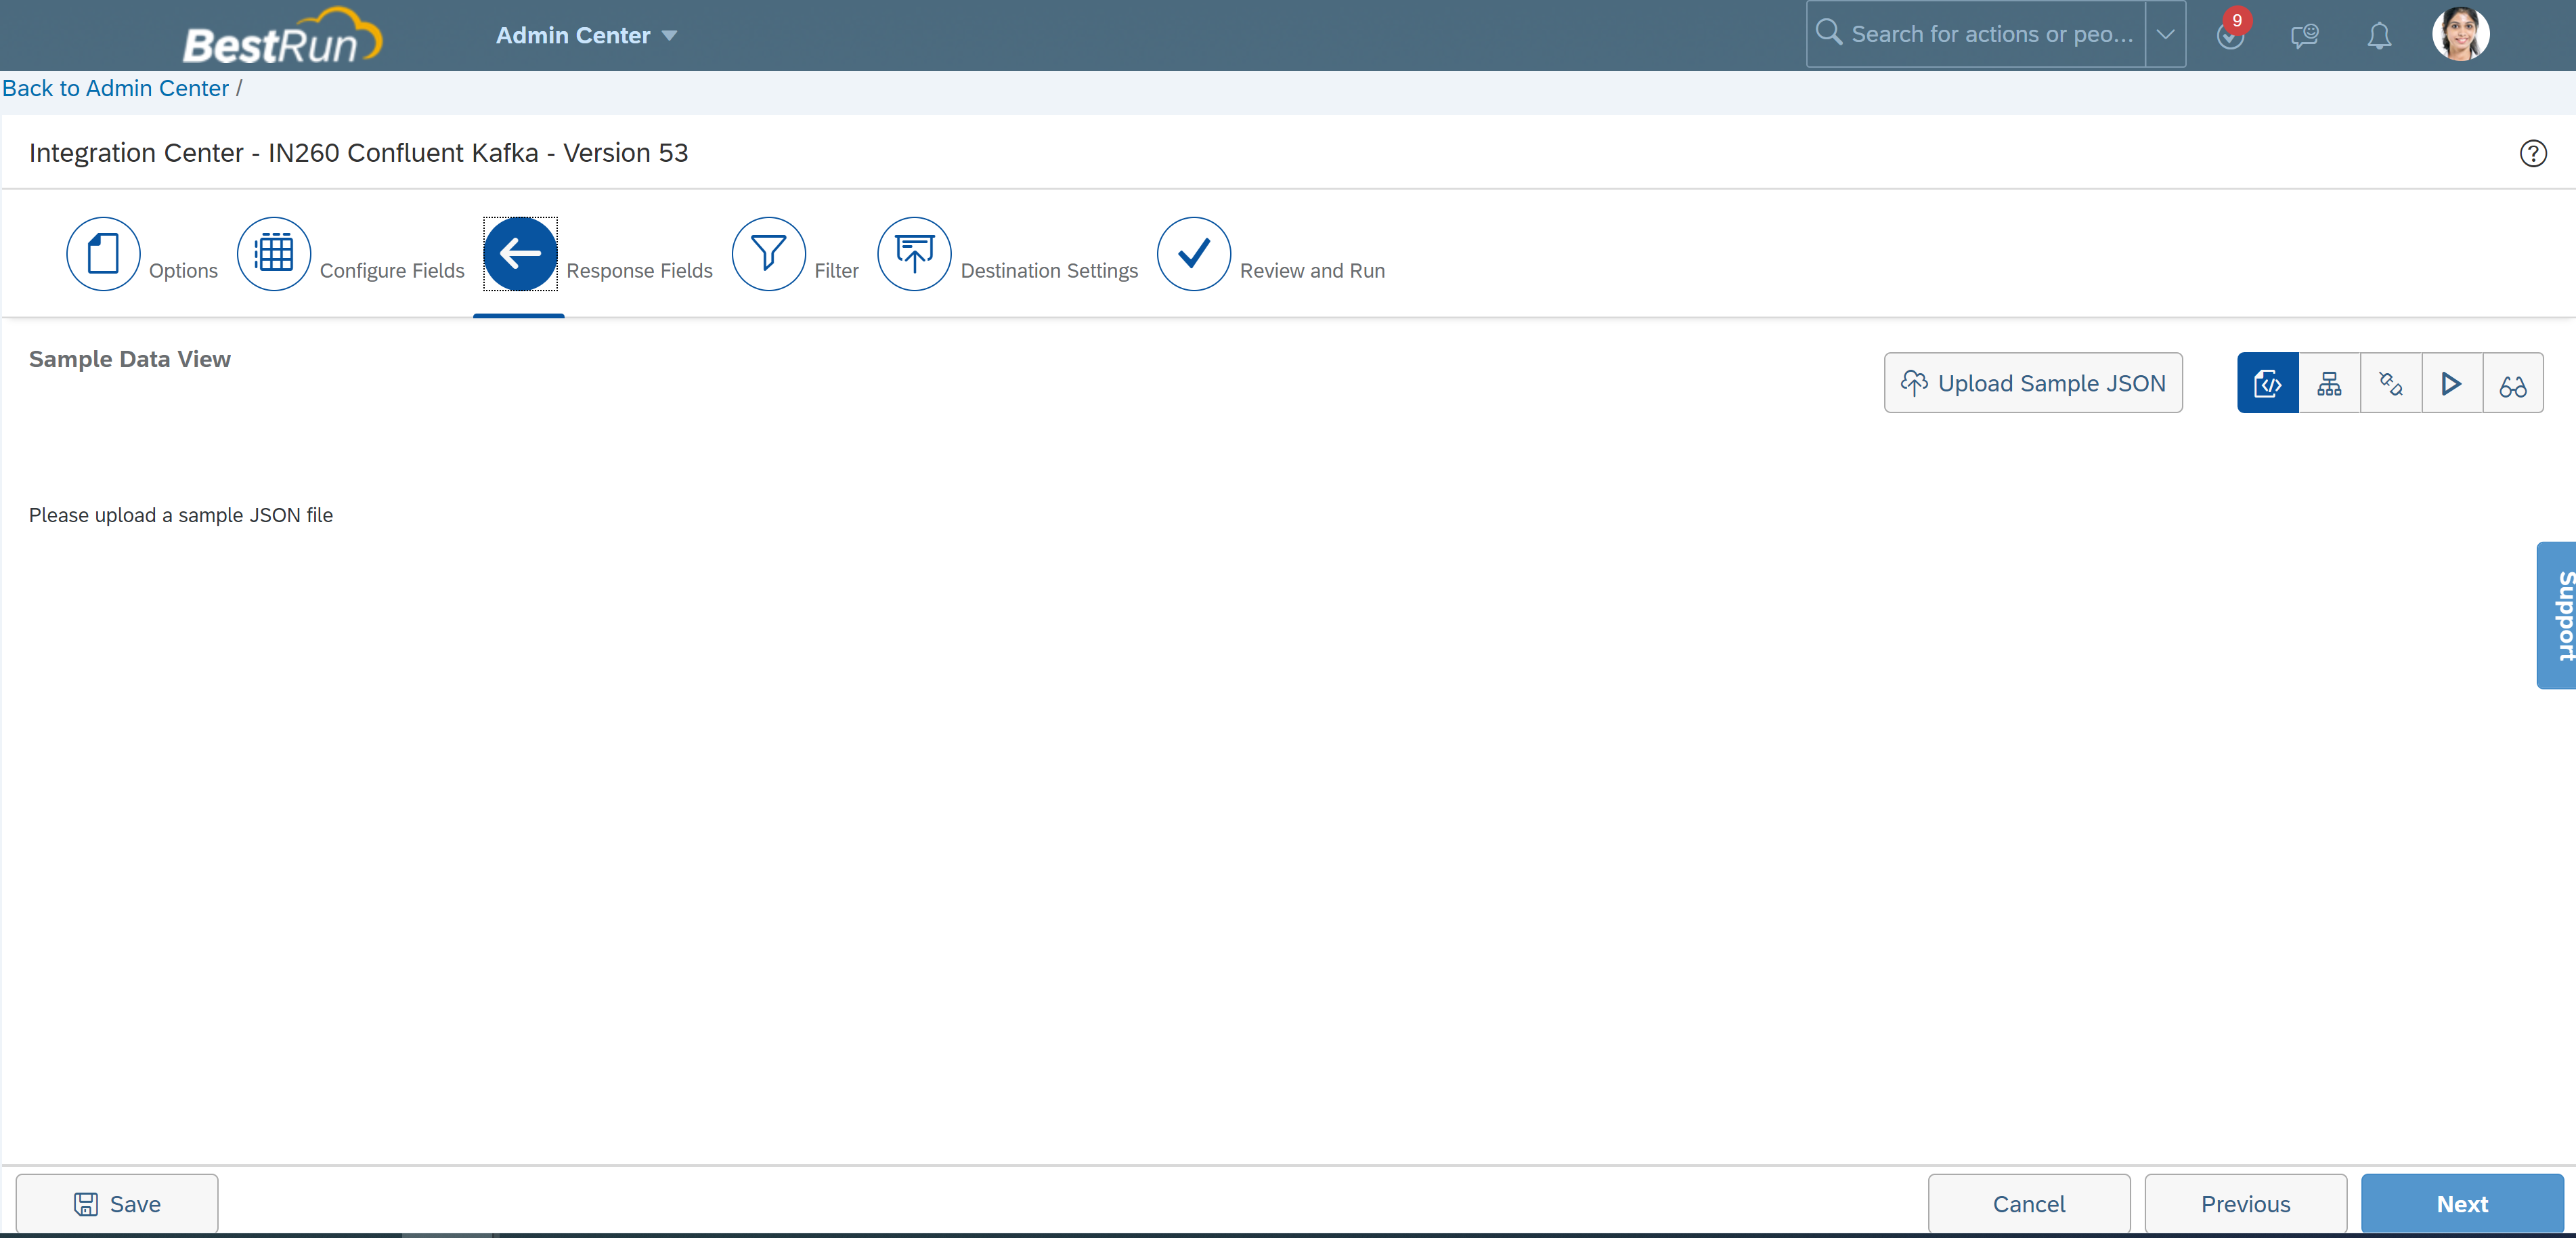 BestRun
Admin Center
Search for actions or peo...
9
Back to Admin Center /
Integration Center - IN260 Confluent Kafka - Version 53
?
Options
Configure Fields
Response Fields
Filter
Destination Settings
Review and Run
Sample Data View
Upload Sample JSON
Please upload a sample JSON file
Support
Save
Cancel
Previous
Next